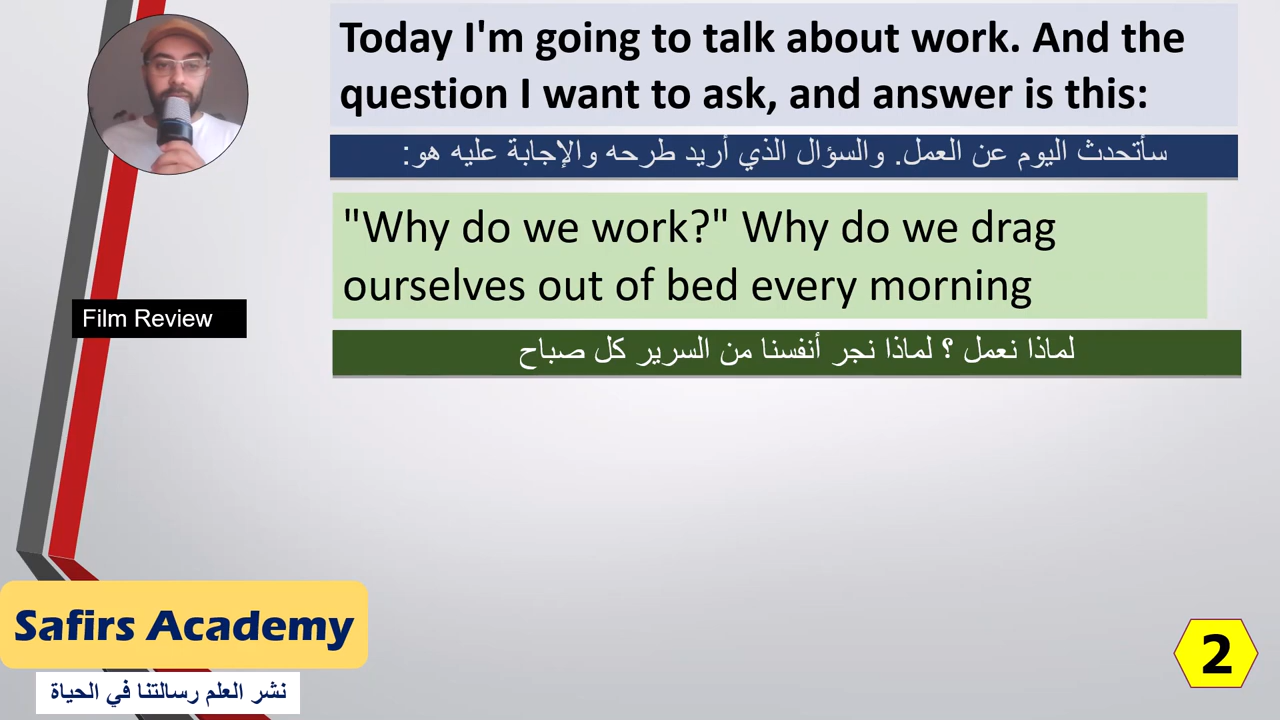 Today I'm going to talk about work. And the
question I want to ask, and answer is this:
سأتحدث اليوم عن العمل. والسؤال الذي أريد طرحه والإجابة عليه هو:
"Why do we work?" Why do we drag
ourselves out of bed every morning
Film Review
لماذا نعمل ؟ لماذا نجر أنفسنا من السرير كل صباح
Safirs Academy
نشر العلم رسالتنا في الحياة
2